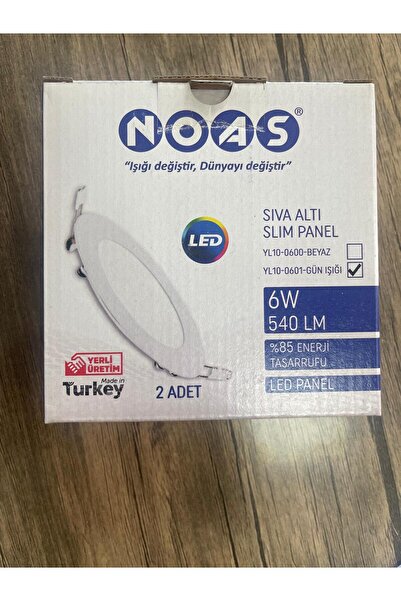 NOAS®
“Işığı değiştir, Dünyayı değiştir”
LED
SIVA ALTI
SLIM PANEL
YL10-0600-BEYAZ
YL10-0601-GÜN IŞIĞI
6W
540 LM
%85 ENERJİ
TASARRUFU
LED PANEL
YERLİ
ÜRETİM
Made in
Turkey
2 ADET